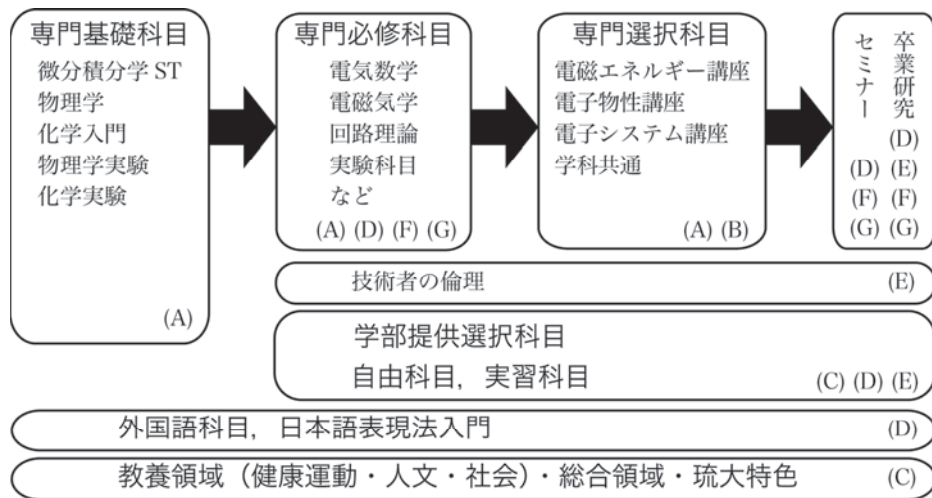 専門基礎科目
微分積分学 ST
物理学
化学入門
物理学実験
化学実験
(A)
専門必修科目
電気数学
電磁気学
回路理論
実験科目
など
(A) (D) (F) (G)
専門選択科目
電磁エネルギー講座
電子物性講座
電子システム講座
学科共通
(A) (B)
卒業研究
(D)
(E)
(F)
(G)
セミナー
(D)
(F)
(G)
技術者の倫理 (E)
学部提供選択科目
自由科目，実習科目 (C) (D) (E)
外国語科目，日本語表現法入門 (D)
教養領域（健康運動・人文・社会）・総合領域・琉大特色 (C)